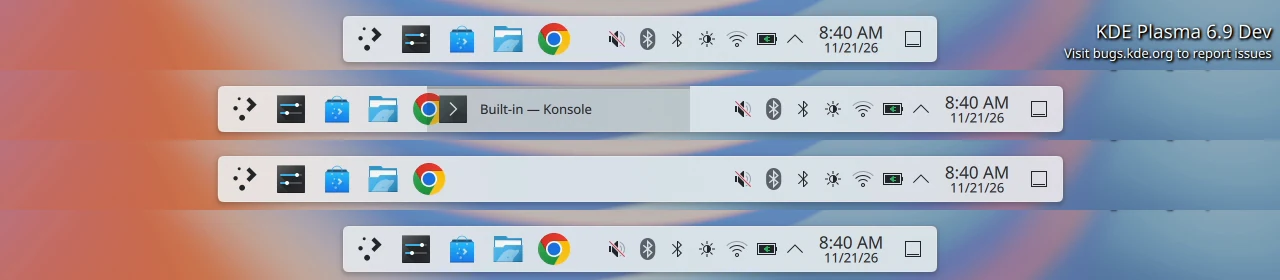 8:40 AM
11/21/26
KDE Plasma 6.9 Dev
Visit bugs.kde.org to report issues
Built-in — Konsole
8:40 AM
11/21/26
8:40 AM
11/21/26
8:40 AM
11/21/26